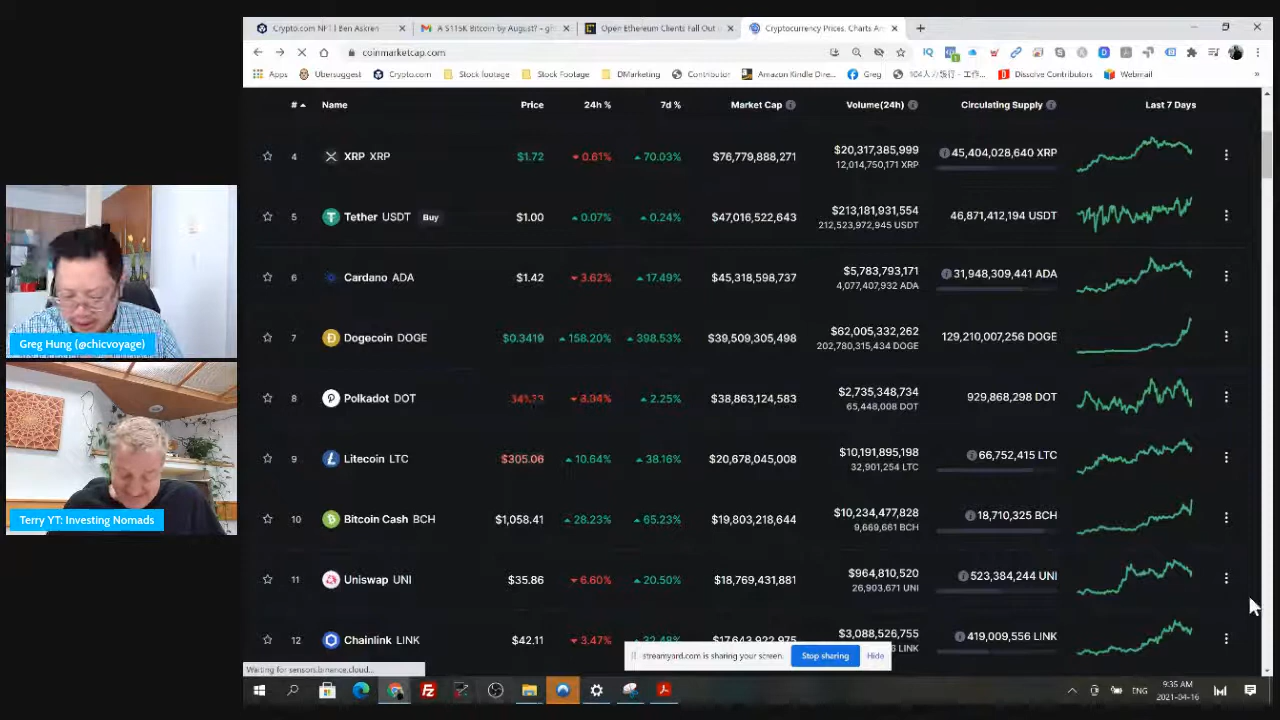 Crypto.com NFT | Ben Askren
A $115K Bitcoin by August? - gr
Open Ethereum Clients Fall Out
Cryptocurrency Prices, Charts An
coinmarketcap.com
Apps
Ubersuggest
Crypto.com
Stock footage
Stock Footage
DMarketing
Contributor
Amazon Kindle Dire...
Greg
Dissolve Contributors
Webmail
# Name Price 24h % 7d % Market Cap Volume(24h) Circulating Supply Last 7 Days
4 XRP XRP $1.72 0.61% 70.03% $76,779,888,271 $20,317,385,999 45,404,028,640 XRP
12,014,750,171 XRP
5 Tether USDT Buy $1.00 0.07% 0.24% $47,016,522,643 $213,181,931,554 46,871,412,194 USDT
212,523,972,945 USDT
6 Cardano ADA $1.42 3.62% 17.49% $45,318,598,737 $5,783,793,171 31,948,309,441 ADA
4,077,407,932 ADA
7 Dogecoin DOGE $0.3419 158.20% 398.53% $39,509,305,498 $62,005,332,262 129,210,007,256 DOGE
202,780,315,434 DOGE
8 Polkadot DOT 2.25% $38,863,124,583 $2,735,348,734 929,868,298 DOT
65,448,008 DOT
9 Litecoin LTC $305.06 10.64% 38.16% $20,678,045,008 $10,191,895,198 66,752,415 LTC
32,901,254 LTC
10 Bitcoin Cash BCH $1,058.41 28.23% 65.23% $19,803,218,644 $10,234,477,828 18,710,325 BCH
9,669,661 BCH
11 Uniswap UNI $35.86 6.60% 20.50% $18,769,431,881 $964,810,520 523,384,244 UNI
26,903,671 UNI
12 Chainlink LINK $42.11 3.47% $3,088,526,755 419,009,556 LINK
LINK
streamyard.com is sharing your screen.
Stop sharing
Hide
Waiting for sensors.binance.cloud...
Greg Hung (@chicvoyage)
Terry YT: Investing Nomads
ENG
9:35 AM
2021-04-16